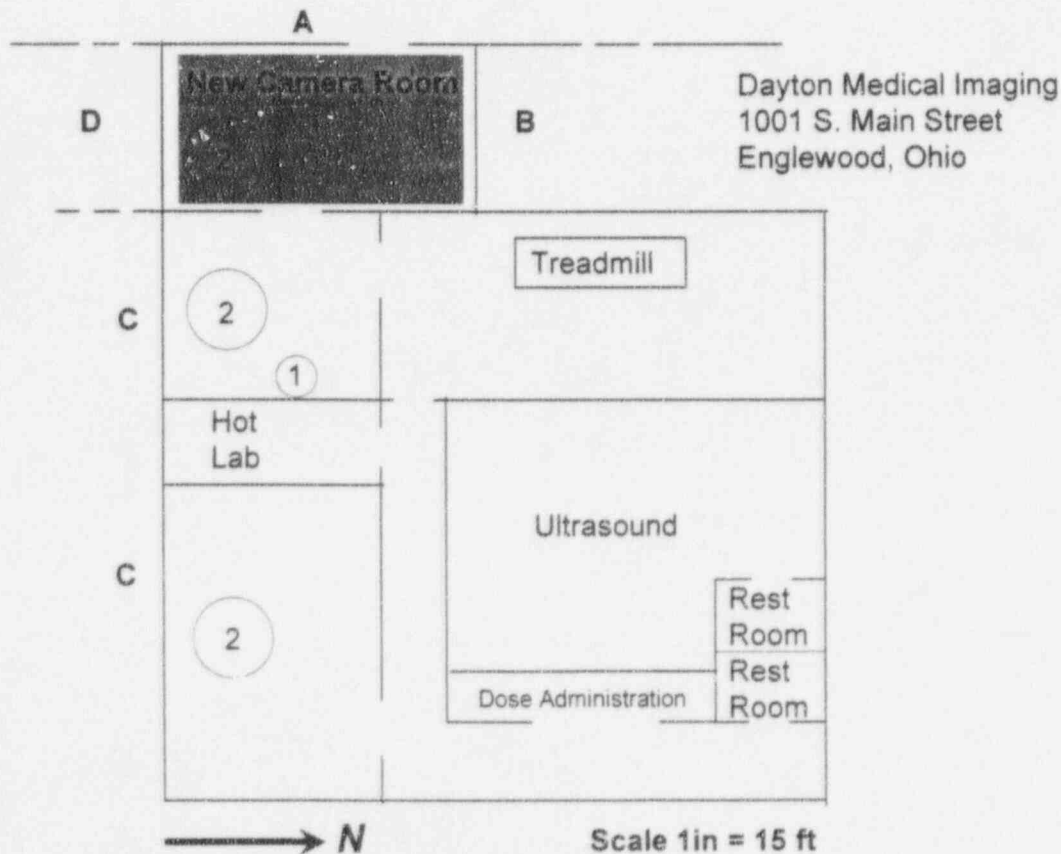 A
New Camera Room
D
2
B
Dayton Medical Imaging
1001 S. Main Street
Englewood, Ohio
Treadmill
C
2
1
Hot
Lab
Ultrasound
C
2
Rest
Room
Rest
Room
Dose Administration
N
Scale 1in = 15 ft